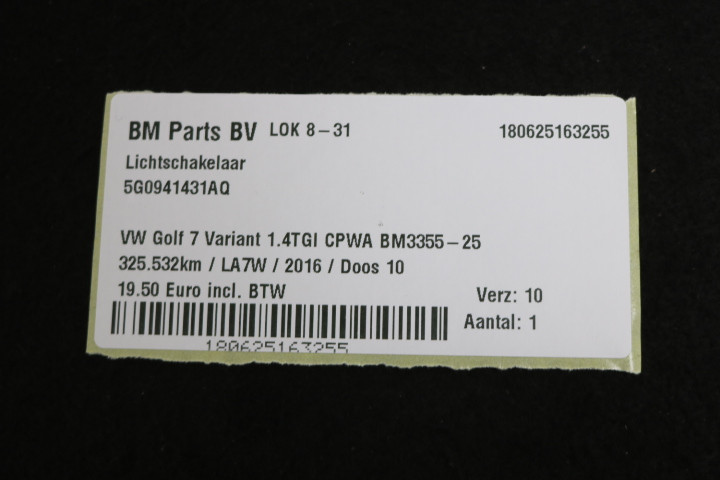 BM Parts BV LOK 8-31 180625163255
Lichtschakelaar
5G0941431AQ
VW Golf 7 Variant 1.4TGI CPWA BM3355-25
325.532km / LA7W / 2016 / Doos 10
19.50 Euro incl. BTW Verz: 10
Aantal: 1
180625163255